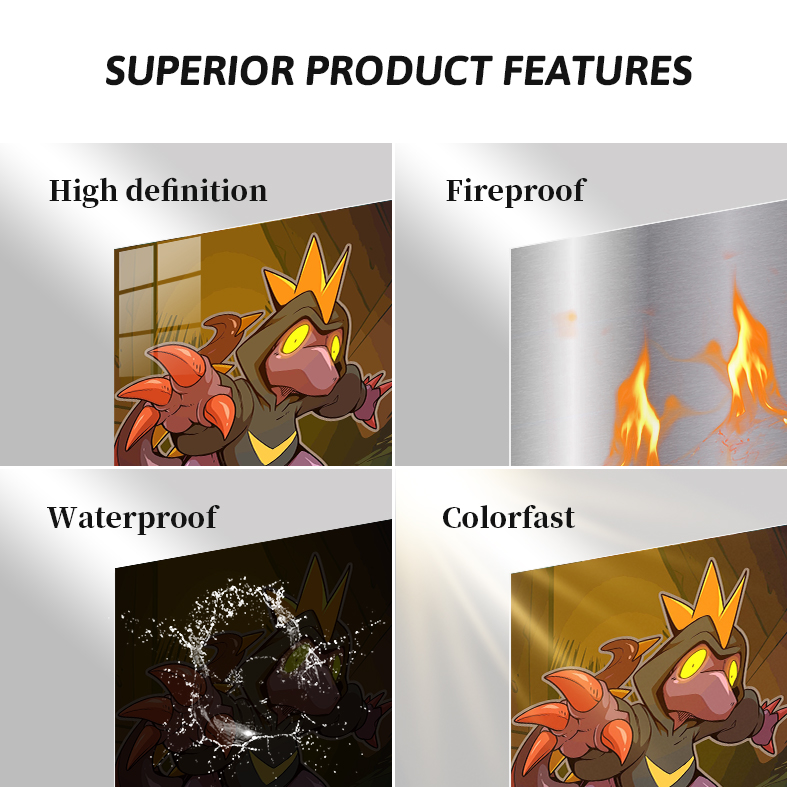 SUPERIOR PRODUCT FEATURES
High definition
Fireproof
Waterproof
Colorfast